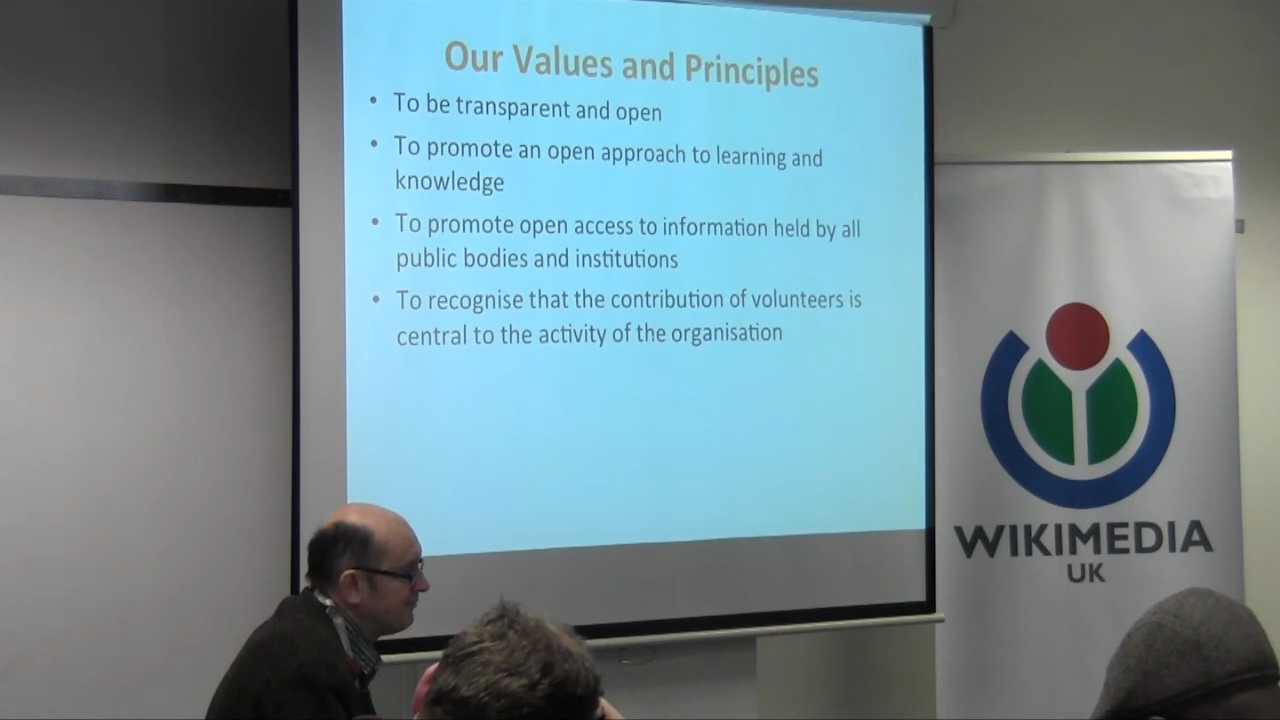 Our Values and Principles
• To be transparent and open
• To promote an open approach to learning and
knowledge
• To promote open access to information held by all
public bodies and institutions
• To recognise that the contribution of volunteers is
central to the activity of the organisation
WIKIMEDIA
UK